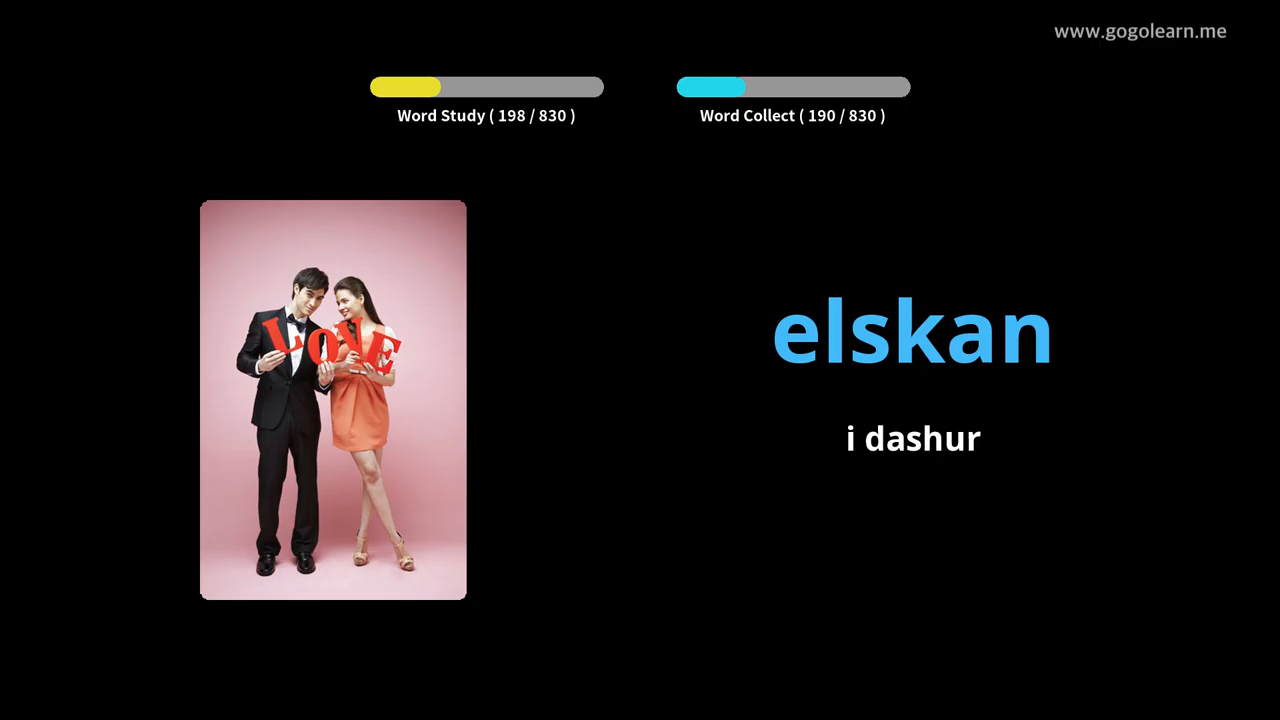 www.gogolearn.me
Word Study ( 198 / 830 )
Word Collect ( 190 / 830 )
LOVE
elskan
i dashur